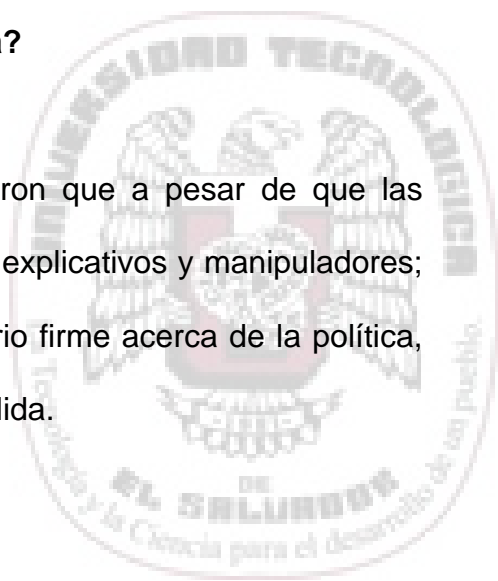 a?
UNIVERSIDAD TECNOLOGICA
ron que a pesar de que las
explicativos y manipuladores;
rio firme acerca de la política,
lida.
DE
EL SALVADOR
La Tecnología y la Ciencia para el desarrollo de un pueblo.